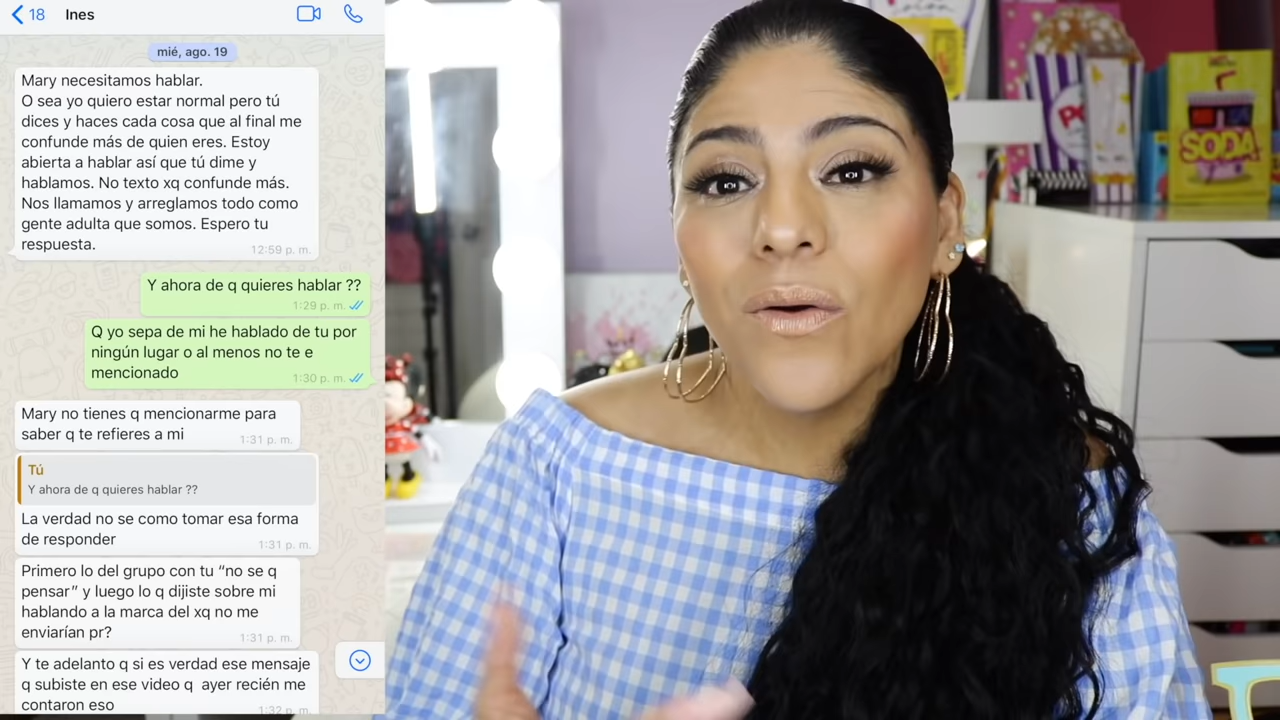 18
Ines
mié, ago. 19
Mary necesitamos hablar.
O sea yo quiero estar normal pero tú
dices y haces cada cosa que al final me
confunde más de quien eres. Estoy
abierta a hablar así que tú dime y
hablamos. No texto xq confunde más.
Nos llamamos y arreglamos todo como
gente adulta que somos. Espero tu
respuesta.
12:59 p. m.
Y ahora de q quieres hablar ??
1:29 p. m.
Q yo sepa de mi he hablado de tu por
ningún lugar o al menos no te e
mencionado
1:30 p. m.
Mary no tienes q mencionarme para
saber q te refieres a mi
1:31 p. m.
Tú
Y ahora de q quieres hablar ??
La verdad no se como tomar esa forma
de responder
1:31 p. m.
Primero lo del grupo con tu “no se q
pensar” y luego lo q dijiste sobre mi
hablando a la marca del xq no me
enviarían pr?
1:31 p. m.
Y te adelanto q si es verdad ese mensaje
q subiste en ese video q ayer recién me
contaron eso
1:32 p. m.
SODA